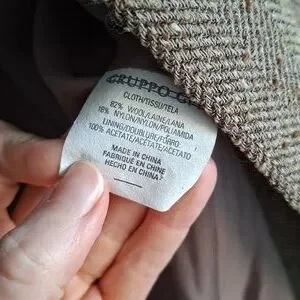 GRUPPO
CLOTH/TISSU/TELA
82% WOOL/LAINE/LANA
18% NYLON/NYLON/POLIAMIDA
LINING/DOUBLURE/FORRO
100% ACETATE/ACETATE/ACETATO
MADE IN CHINA
FABRIQUÉ EN CHINE
HECHO EN CHINA